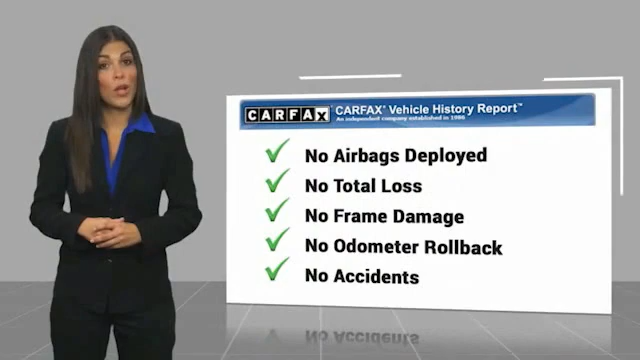 CARFAX CARFAX® Vehicle History Report™
An independent company established in 1986
No Airbags Deployed
No Total Loss
No Frame Damage
No Odometer Rollback
No Accidents